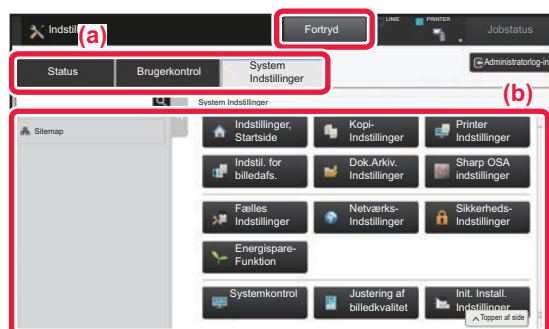 Indstil
(a)
Fortryd
LINIE
PRINTER
Jobstatus
Status
Brugerkontrol
System
Indstillinger
Administratorlog-in
System Indstillinger
(b)
Sitemap
Indstillinger,
Startside
Kopi-
Indstillinger
Printer
Indstillinger
Indstil. for
billedafs.
Dok.Arkiv.
Indstillinger
Sharp OSA
indstillinger
Fælles
Indstillinger
Netværks-
Indstillinger
Sikkerheds-
Indstillinger
Energispare-
Funktion
Systemkontrol
Justering af
billedkvalitet
Init. Install.
Indstillinger
Toppen af side